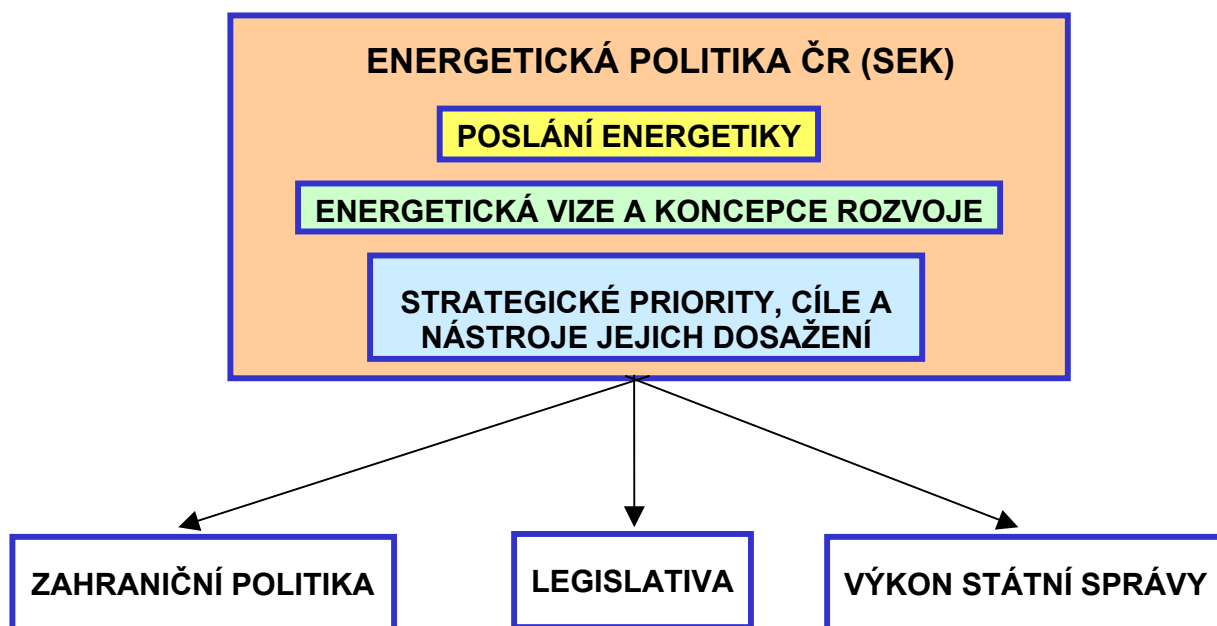 ENERGETICKÁ POLITIKA ČR (SEK)
POSLÁNÍ ENERGETIKY
ENERGETICKÁ VIZE A KONCEPCE ROZVOJE
STRATEGICKÉ PRIORITY, CÍLE A
NÁSTROJE JEJICH DOSAŽENÍ
ZAHRANIČNÍ POLITIKA
LEGISLATIVA
VÝKON STÁTNÍ SPRÁVY